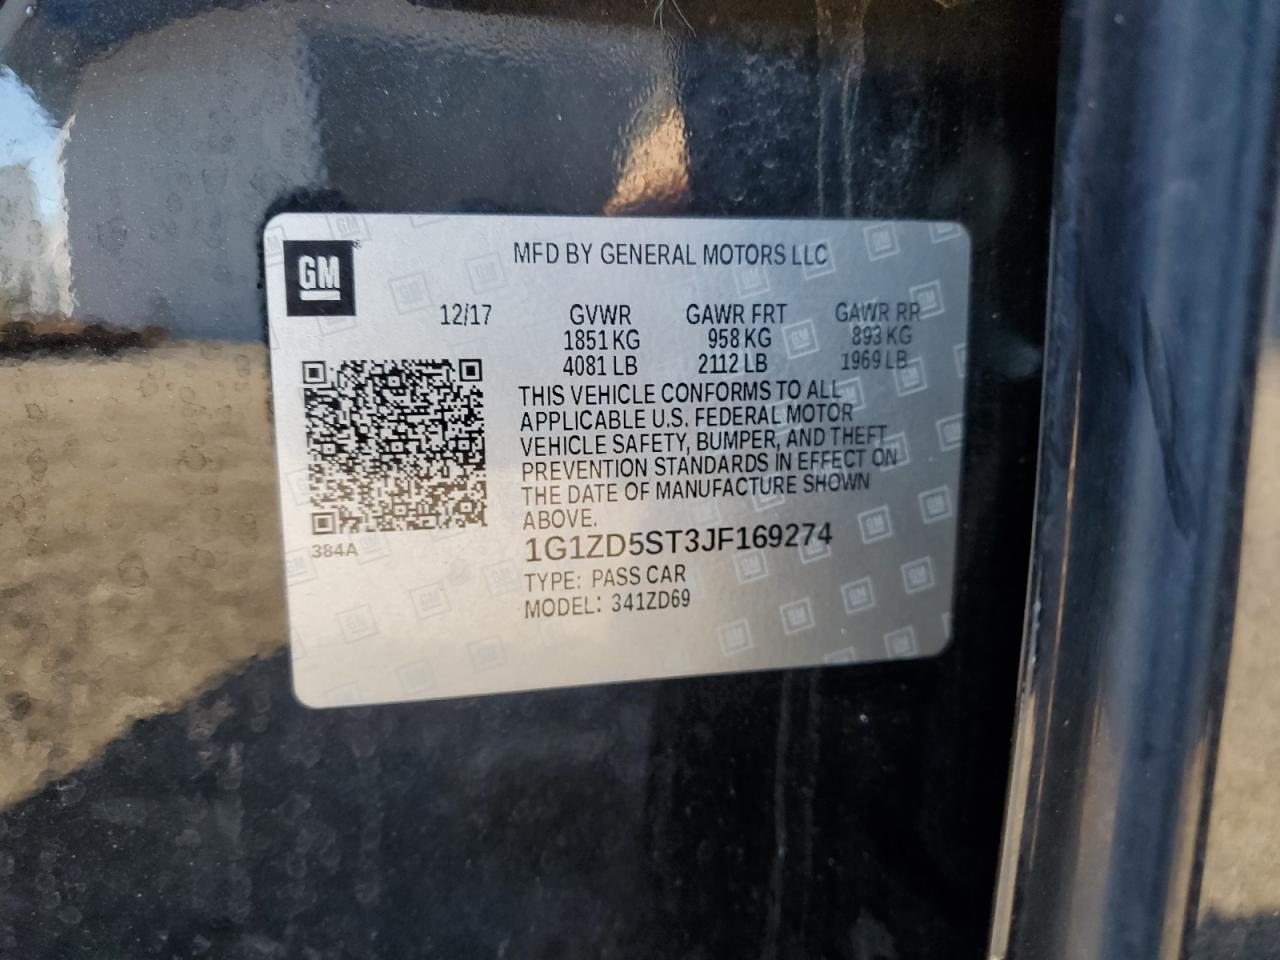 GM
MFD BY GENERAL MOTORS LLC
12/17 GVWR GAWR FRT GAWR RR
1851 KG 958 KG 893 KG
4081 LB 2112 LB 1969 LB
THIS VEHICLE CONFORMS TO ALL
APPLICABLE U.S. FEDERAL MOTOR
VEHICLE SAFETY, BUMPER, AND THEFT
PREVENTION STANDARDS IN EFFECT ON
THE DATE OF MANUFACTURE SHOWN
ABOVE.
384A
1G1ZD5ST3JF169274
TYPE: PASS CAR
MODEL: 341ZD69